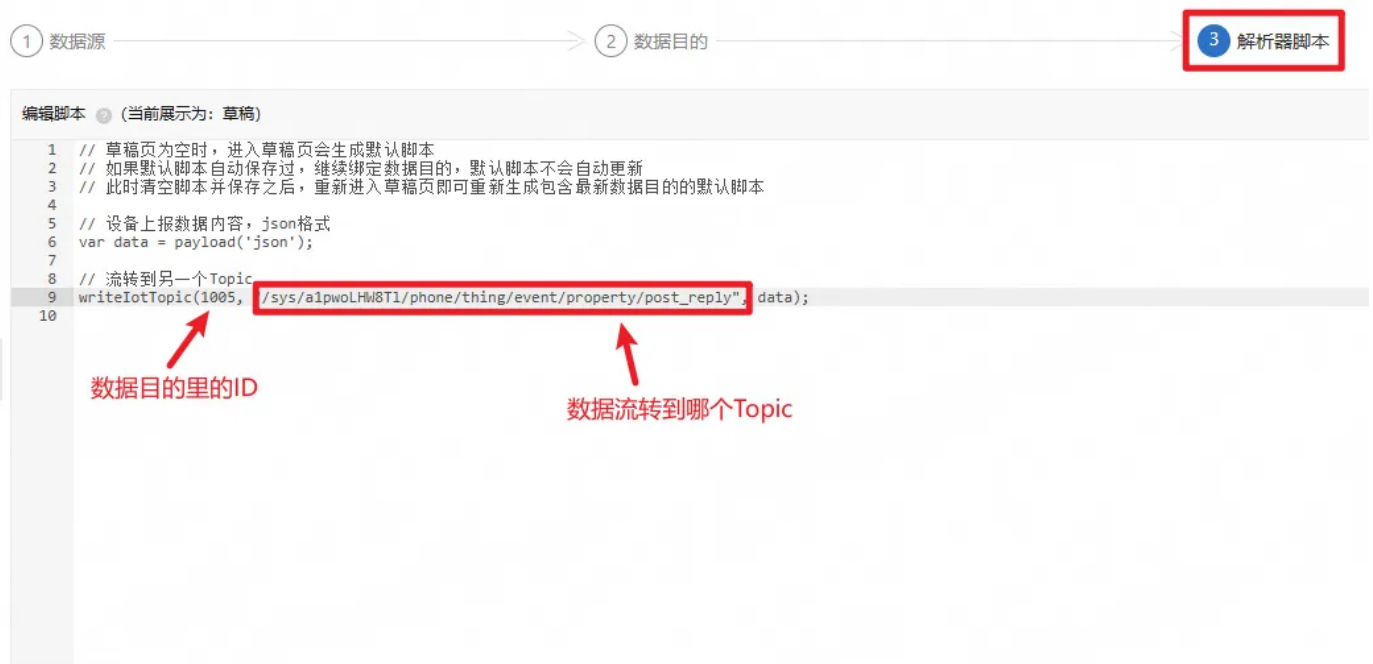 1 数据源
2 数据目的
3 解析器脚本
编辑脚本 ? (当前展示为：草稿)
1 // 草稿页为空时，进入草稿页会生成默认脚本
2 // 如果默认脚本自动保存过，继续绑定数据目的，默认脚本不会自动更新
3 // 此时清空脚本并保存之后，重新进入草稿页即可重新生成包含最新数据目的的默认脚本
4
5 // 设备上报数据内容，json格式
6 var data = payload('json');
7
8 // 流转到另一个Topic
9 writeIotTopic(1005, "/sys/a1pwoLHW8Tl/phone/thing/event/property/post_reply", data);
10
数据目的里的ID
数据流转到哪个Topic